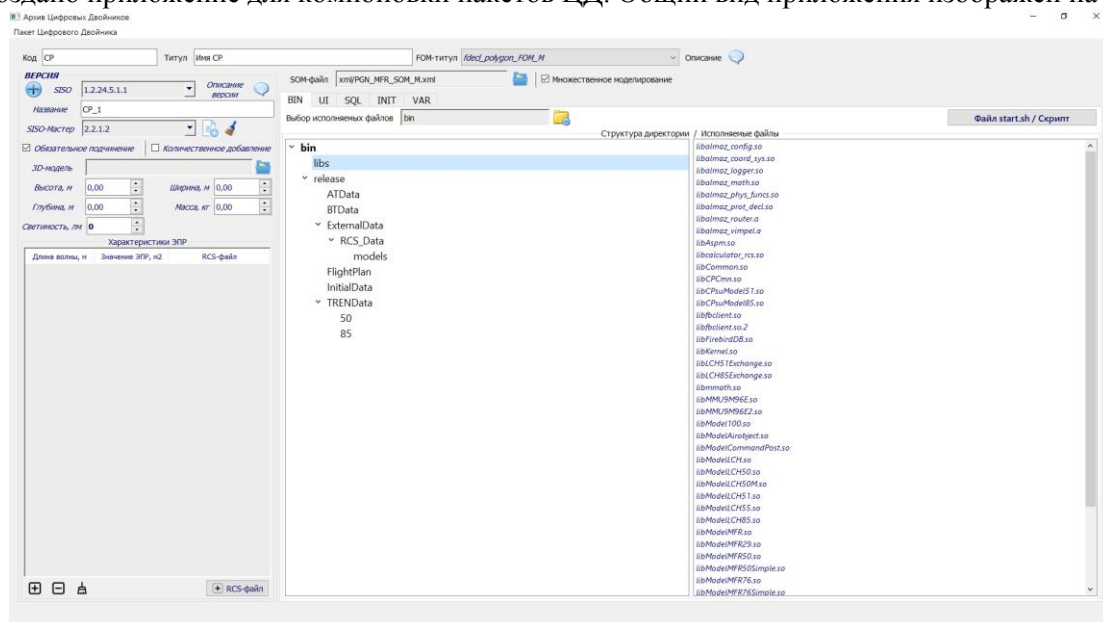 оздано приложение для компоновки пакетов ЦД. Общий вид приложения изображен на
Архив Цифровых Двойников
Пакет Цифрового Двойника
Код CP Титул Имя CP FOM-титул fdecl_polygon_FOM_M Описание
ВЕРСИЯ
SISO 1.2.24.5.1.1 Описание версии
Название CP_1
SISO-Мастер 2.2.1.2
Обязательное подчинение Количественное добавление
3D-модель
Высота, м 0,00 Ширина, м 0,00
Глубина, м 0,00 Масса, кг 0,00
Светимость, лм 0
Характеристики ЭПР
Длина волны, м Значение ЭПР, м2 RCS-файл
RCS-файл
SOM-файл xml/PGN_MFR_SOM_M.xml Множественное моделирование
BIN UI SQL INIT VAR
Выбор исполняемых файлов bin Файл start.sh / Скрипт
Структура директории / Исполняемые файлы
bin
libs
release
ATData
BTData
ExternalData
RCS_Data
models
FlightPlan
InitialData
TRENData
50
85
libalmaz_config.so
libalmaz_coord_sys.so
libalmaz_logger.so
libalmaz_math.so
libalmaz_phys_funcs.so
libalmaz_prot_decl.so
libalmaz_router.a
libalmaz_vimpel.a
libAspm.so
libcalculator_rcs.so
libCommon.so
libCPCmn.so
libCPsuModel51.so
libCPsuModel85.so
libfbclient.so
libfbclient.so.2
libFirebirdDB.so
libKernel.so
libLCH51Exchange.so
libLCH85Exchange.so
libmmath.so
libMMU9M96E.so
libMMU9M96E2.so
libModel100.so
libModelAirobject.so
libModelCommandPost.so
libModelLCH.so
libModelLCH50.so
libModelLCH50M.so
libModelLCH51.so
libModelLCH55.so
libModelLCH85.so
libModelMFR.so
libModelMFR29.so
libModelMFR50.so
libModelMFR50Simple.so
libModelMFR76.so
libModelMFR76Simple.so